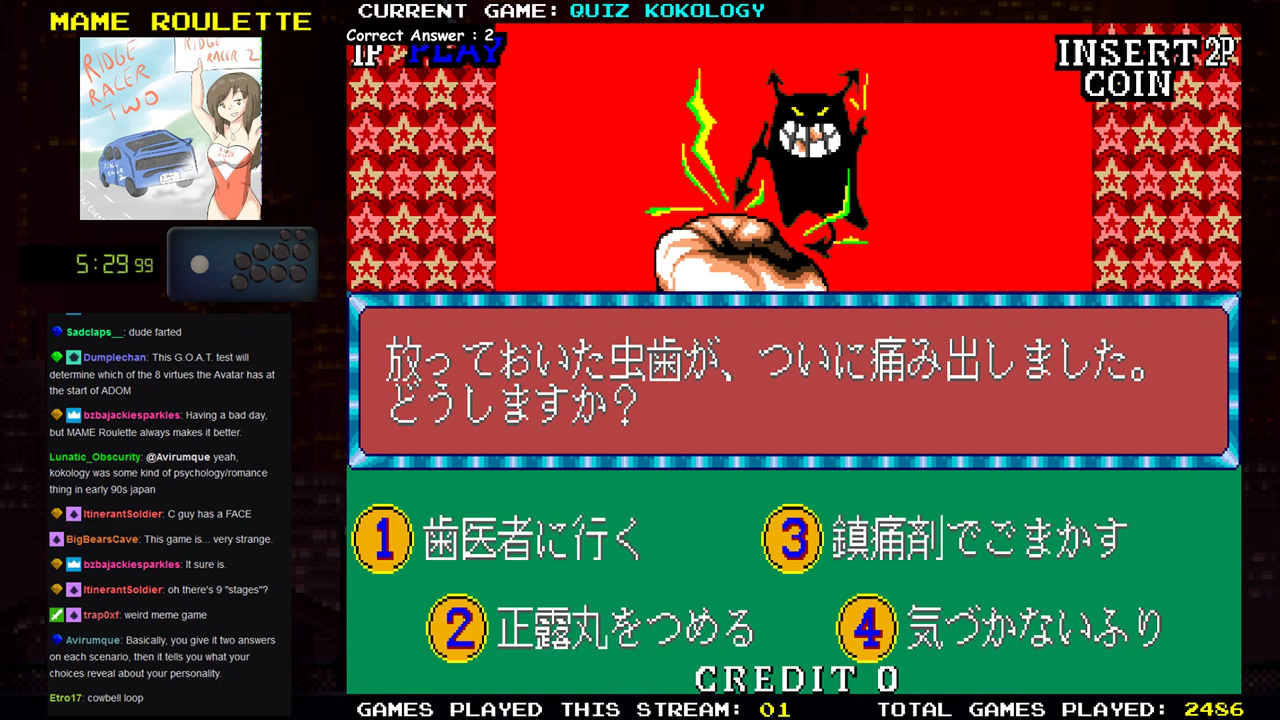 MAME ROULETTE
CURRENT GAME: QUIZ KOKOLOGY
Correct Answer : 2
1P PLAY
INSERT 2P
COIN
RIDGE
RACER
TWO
RIDGE
RACER 2
5:29 99
Sadclaps__: dude farted
Dumplechan: This G.O.A.T. test will
determine which of the 8 virtues the Avatar has at
the start of ADOM
bzbajackiesparkles: Having a bad day,
but MAME Roulette always makes it better.
Lunatic_Obscurity: @Avirumque yeah,
kokology was some kind of psychology/romance
thing in early 90s japan
ItinerantSoldier: C guy has a FACE
BigBearsCave: This game is... very strange.
bzbajackiesparkles: It sure is.
ItinerantSoldier: oh there's 9 "stages"?
trap0xf: weird meme game
Avirumque: Basically, you give it two answers
on each scenario, then it tells you what your
choices reveal about your personality.
Etro17: cowbell loop
放っておいた虫歯が、ついに痛み出しました。
どうしますか?
1 歯医者に行く
3 鎮痛剤でごまかす
2 正露丸をつめる
4 気づかないふり
CREDIT 0
GAMES PLAYED THIS STREAM: 01
TOTAL GAMES PLAYED: 2486